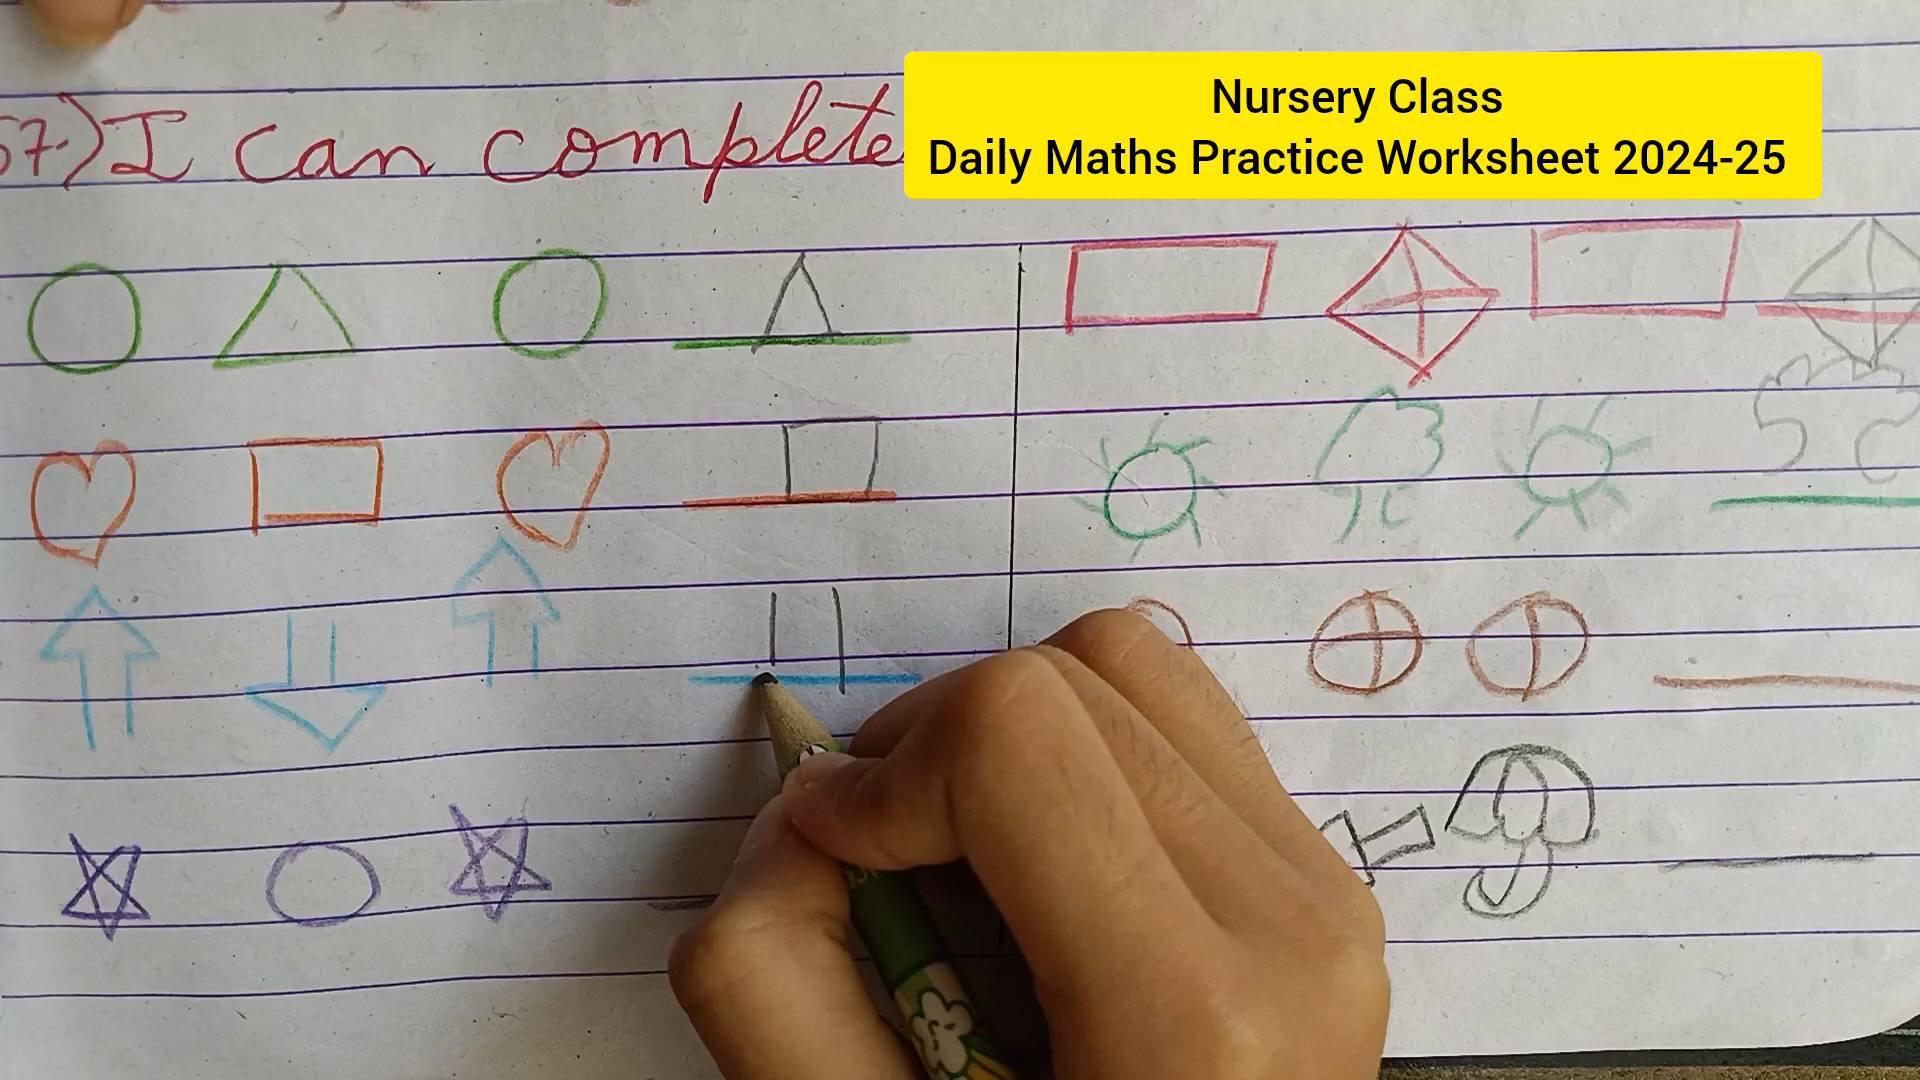 57.) I can complete
Nursery Class
Daily Maths Practice Worksheet 2024-25